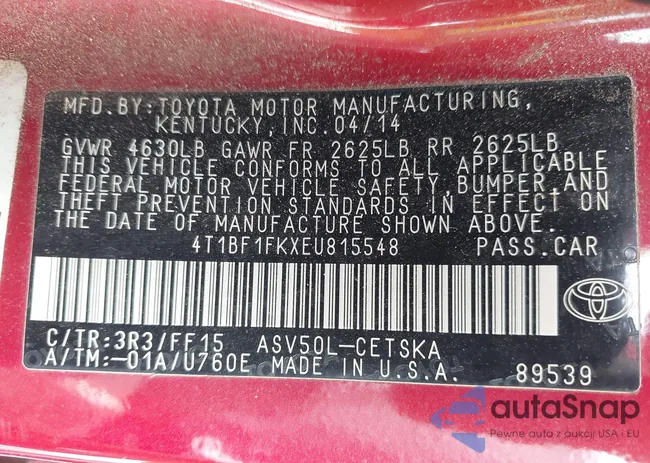 MFD.BY:TOYOTA MOTOR MANUFACTURING,
KENTUCKY,INC.04/14
GVWR 4630LB GAWR FR 2625LB RR 2625LB
THIS VEHICLE CONFORMS TO ALL APPLICABLE
FEDERAL MOTOR VEHICLE SAFETY,BUMPER,AND
THEFT PREVENTION STANDARDS IN EFFECT ON
THE DATE OF MANUFACTURE SHOWN ABOVE.
4T1BF1FKXEU815548 PASS.CAR
C/TR:3R3/FF15 ASV50L-CETSKA
A/TM:-01A/U760E MADE IN U.S.A. 89539
autaSnap
Pewne auta z aukcji USA i EU